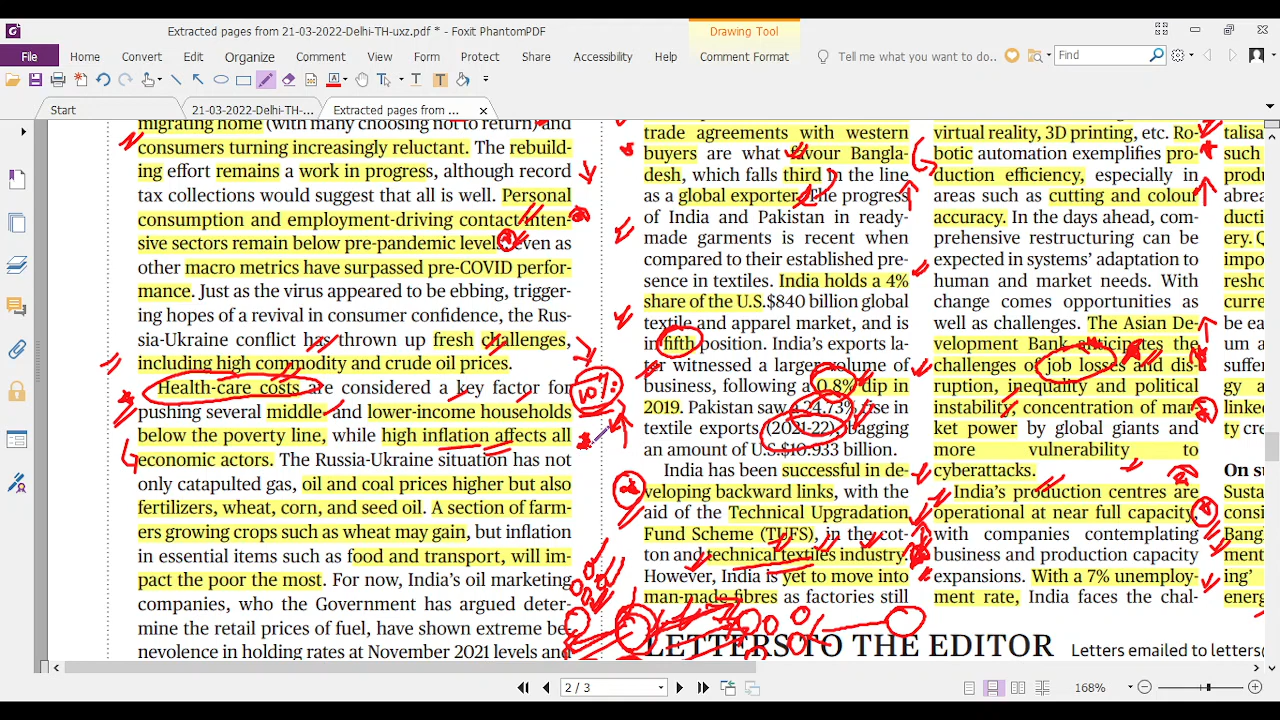 Extracted pages from 21-03-2022-Delhi-TH-uxz.pdf * - Foxit PhantomPDF
Drawing Tool
File Home Convert Edit Organize Comment View Form Protect Share Accessibility Help Comment Format Tell me what you want to do... Find
Start 21-03-2022-Delhi-TH-... Extracted pages from ...
migrating home (with many choosing not to return) and
consumers turning increasingly reluctant. The rebuild-
ing effort remains a work in progress, although record
tax collections would suggest that all is well. Personal
consumption and employment-driving contact-inten-
sive sectors remain below pre-pandemic levels even as
other macro metrics have surpassed pre-COVID perfor-
mance. Just as the virus appeared to be ebbing, trigger-
ing hopes of a revival in consumer confidence, the Rus-
sia-Ukraine conflict has thrown up fresh challenges,
including high commodity and crude oil prices.
Health-care costs are considered a key factor for
pushing several middle- and lower-income households
below the poverty line, while high inflation affects all
economic actors. The Russia-Ukraine situation has not
only catapulted gas, oil and coal prices higher but also
fertilizers, wheat, corn, and seed oil. A section of farm-
ers growing crops such as wheat may gain, but inflation
in essential items such as food and transport, will im-
pact the poor the most. For now, India's oil marketing
companies, who the Government has argued deter-
mine the retail prices of fuel, have shown extreme be-
nevolence in holding rates at November 2021 levels and
10%
trade agreements with western
buyers are what favour Bangla-
desh, which falls third in the line
as a global exporter. The progress
of India and Pakistan in ready-
made garments is recent when
compared to their established pre-
sence in textiles. India holds a 4%
share of the U.S.$840 billion global
textile and apparel market, and is
in fifth position. India's exports la-
ter witnessed a larger volume of
business, following a 0.8% dip in
2019. Pakistan saw a 24.73% rise in
textile exports (2021-22), bagging
an amount of U.S.$10.933 billion.
India has been successful in de-
veloping backward links, with the
aid of the Technical Upgradation
Fund Scheme (TUFS), in the cot-
ton and technical textiles industry.
However, India is yet to move into
man-made fibres as factories still
virtual reality, 3D printing, etc. Ro-
botic automation exemplifies pro-
duction efficiency, especially in
areas such as cutting and colour
accuracy. In the days ahead, com-
prehensive restructuring can be
expected in systems' adaptation to
human and market needs. With
change comes opportunities as
well as challenges. The Asian De-
velopment Bank anticipates the
challenges of job losses and dis-
ruption, inequality and political
instability, concentration of mar-
ket power by global giants and
more vulnerability to
cyberattacks.
India's production centres are
operational at near full capacity,
with companies contemplating
business and production capacity
expansions. With a 7% unemploy-
ment rate, India faces the chal-
talisa
such
produ
ducti
ery. Q
impo
resho
curre
be ea
um a
suffe
gy a
linked
ty cre
On su
Susta
consi
Bang
ment
ing'
energ
LETTERS TO THE EDITOR Letters emailed to letters@
2 / 3 168%